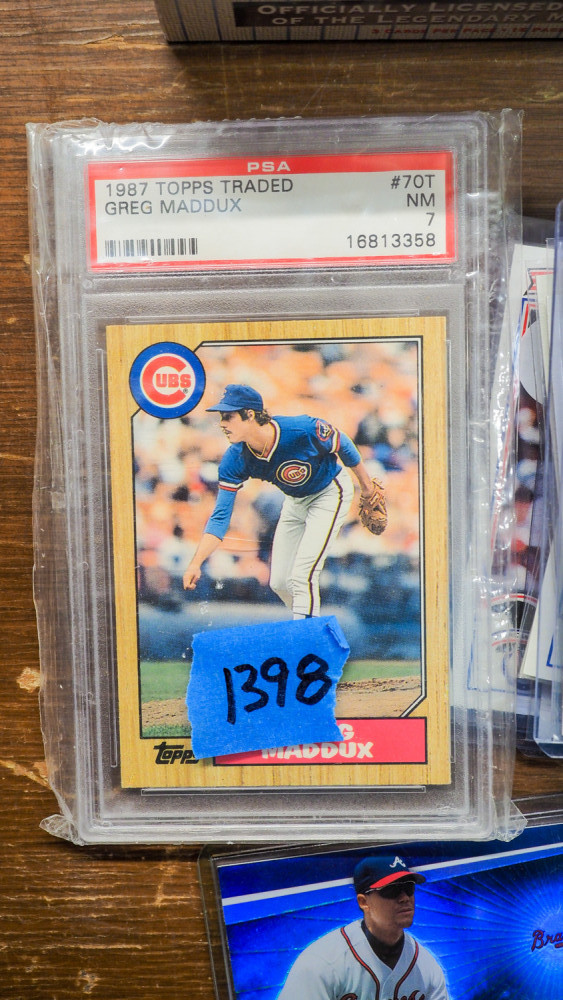 OFFICIALLY LICENSED
OF THE LEGENDARY
PSA
1987 TOPPS TRADED #70T
GREG MADDUX NM
7
16813358
CUBS
CUBS
1398
MADDUX
Topps
A